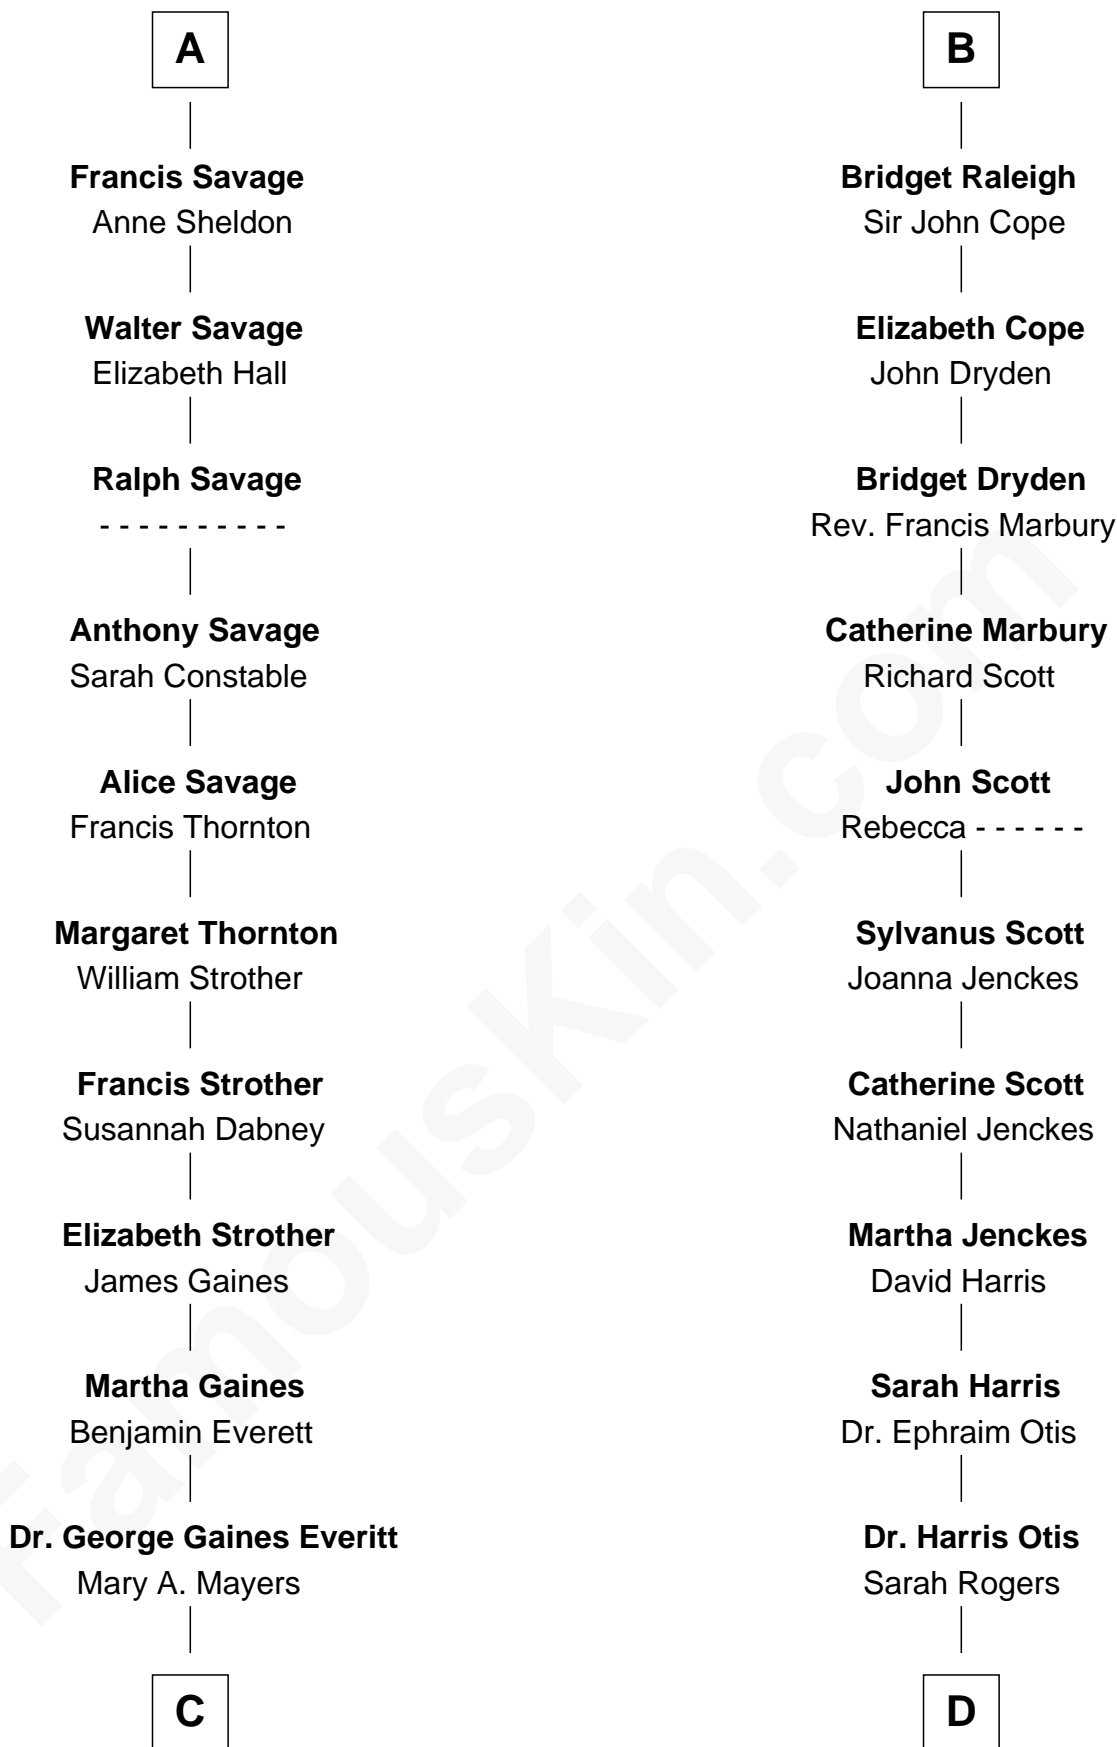 A
Francis Savage
Anne Sheldon
Walter Savage
Elizabeth Hall
Ralph Savage
- - - - - - - - - -
Anthony Savage
Sarah Constable
Alice Savage
Francis Thornton
Margaret Thornton
William Strother
Francis Strother
Susannah Dabney
Elizabeth Strother
James Gaines
Martha Gaines
Benjamin Everett
Dr. George Gaines Everitt
Mary A. Mayers
C
B
Bridget Raleigh
Sir John Cope
Elizabeth Cope
John Dryden
Bridget Dryden
Rev. Francis Marbury
Catherine Marbury
Richard Scott
John Scott
Rebecca - - - - - -
Sylvanus Scott
Joanna Jenckes
Catherine Scott
Nathaniel Jenckes
Martha Jenckes
David Harris
Sarah Harris
Dr. Ephraim Otis
Dr. Harris Otis
Sarah Rogers
D
FamousKin.com